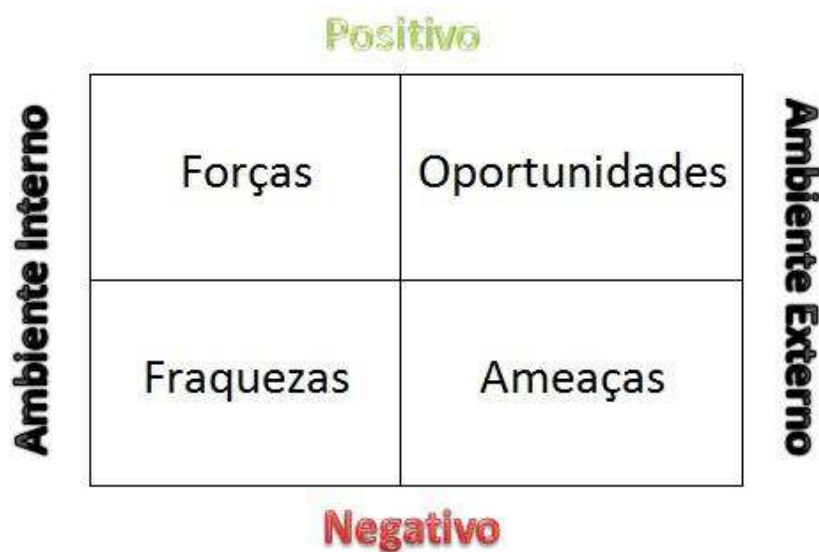 Positivo
Ambiente Interno
Forças
Oportunidades
Ambiente Externo
Fraquezas
Ameaças
Negativo